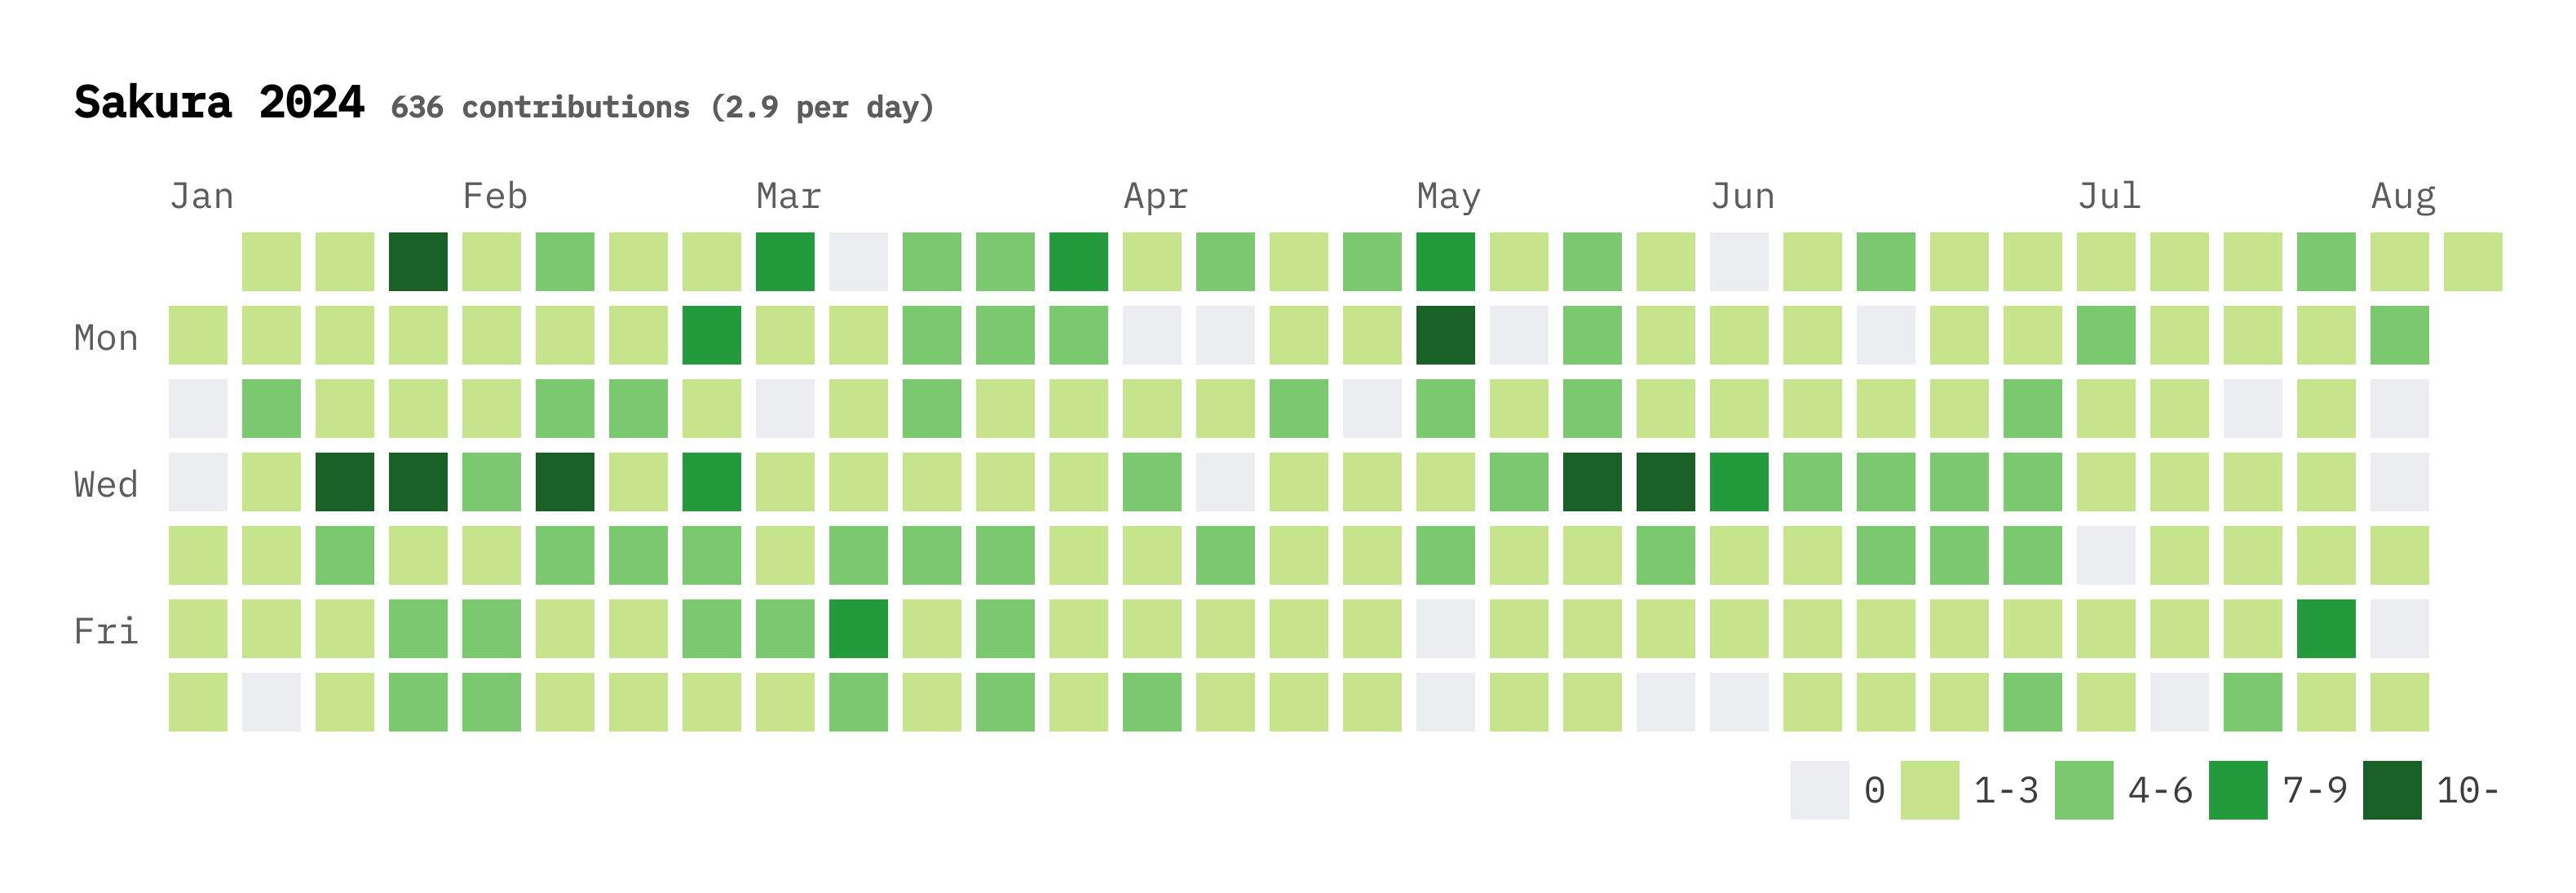 Sakura 2024 636 contributions (2.9 per day)
Jan Feb Mar Apr May Jun Jul Aug
Mon
Wed
Fri
0 1-3 4-6 7-9 10-